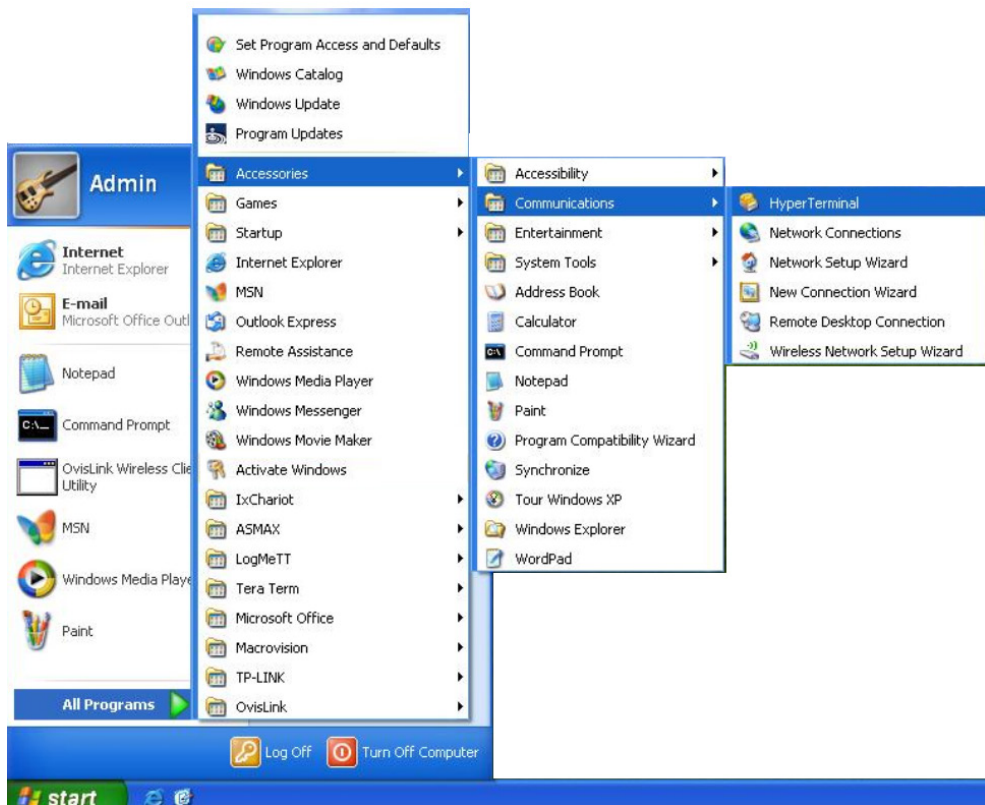 Set Program Access and Defaults
Windows Catalog
Windows Update
Program Updates
Accessories
Games
Startup
Internet Explorer
MSN
Outlook Express
Remote Assistance
Windows Media Player
Windows Messenger
Windows Movie Maker
Activate Windows
IxChariot
ASMAX
LogMeTT
Tera Term
Microsoft Office
Macrovision
TP-LINK
OvisLink
Accessibility
Communications
Entertainment
System Tools
Address Book
Calculator
Command Prompt
Notepad
Paint
Program Compatibility Wizard
Synchronize
Tour Windows XP
Windows Explorer
WordPad
HyperTerminal
Network Connections
Network Setup Wizard
New Connection Wizard
Remote Desktop Connection
Wireless Network Setup Wizard
Admin
Internet
Internet Explorer
E-mail
Microsoft Office Outl
Notepad
Command Prompt
OvisLink Wireless Clie
Utility
MSN
Windows Media Playe
Paint
All Programs
Log Off
Turn Off Computer
start